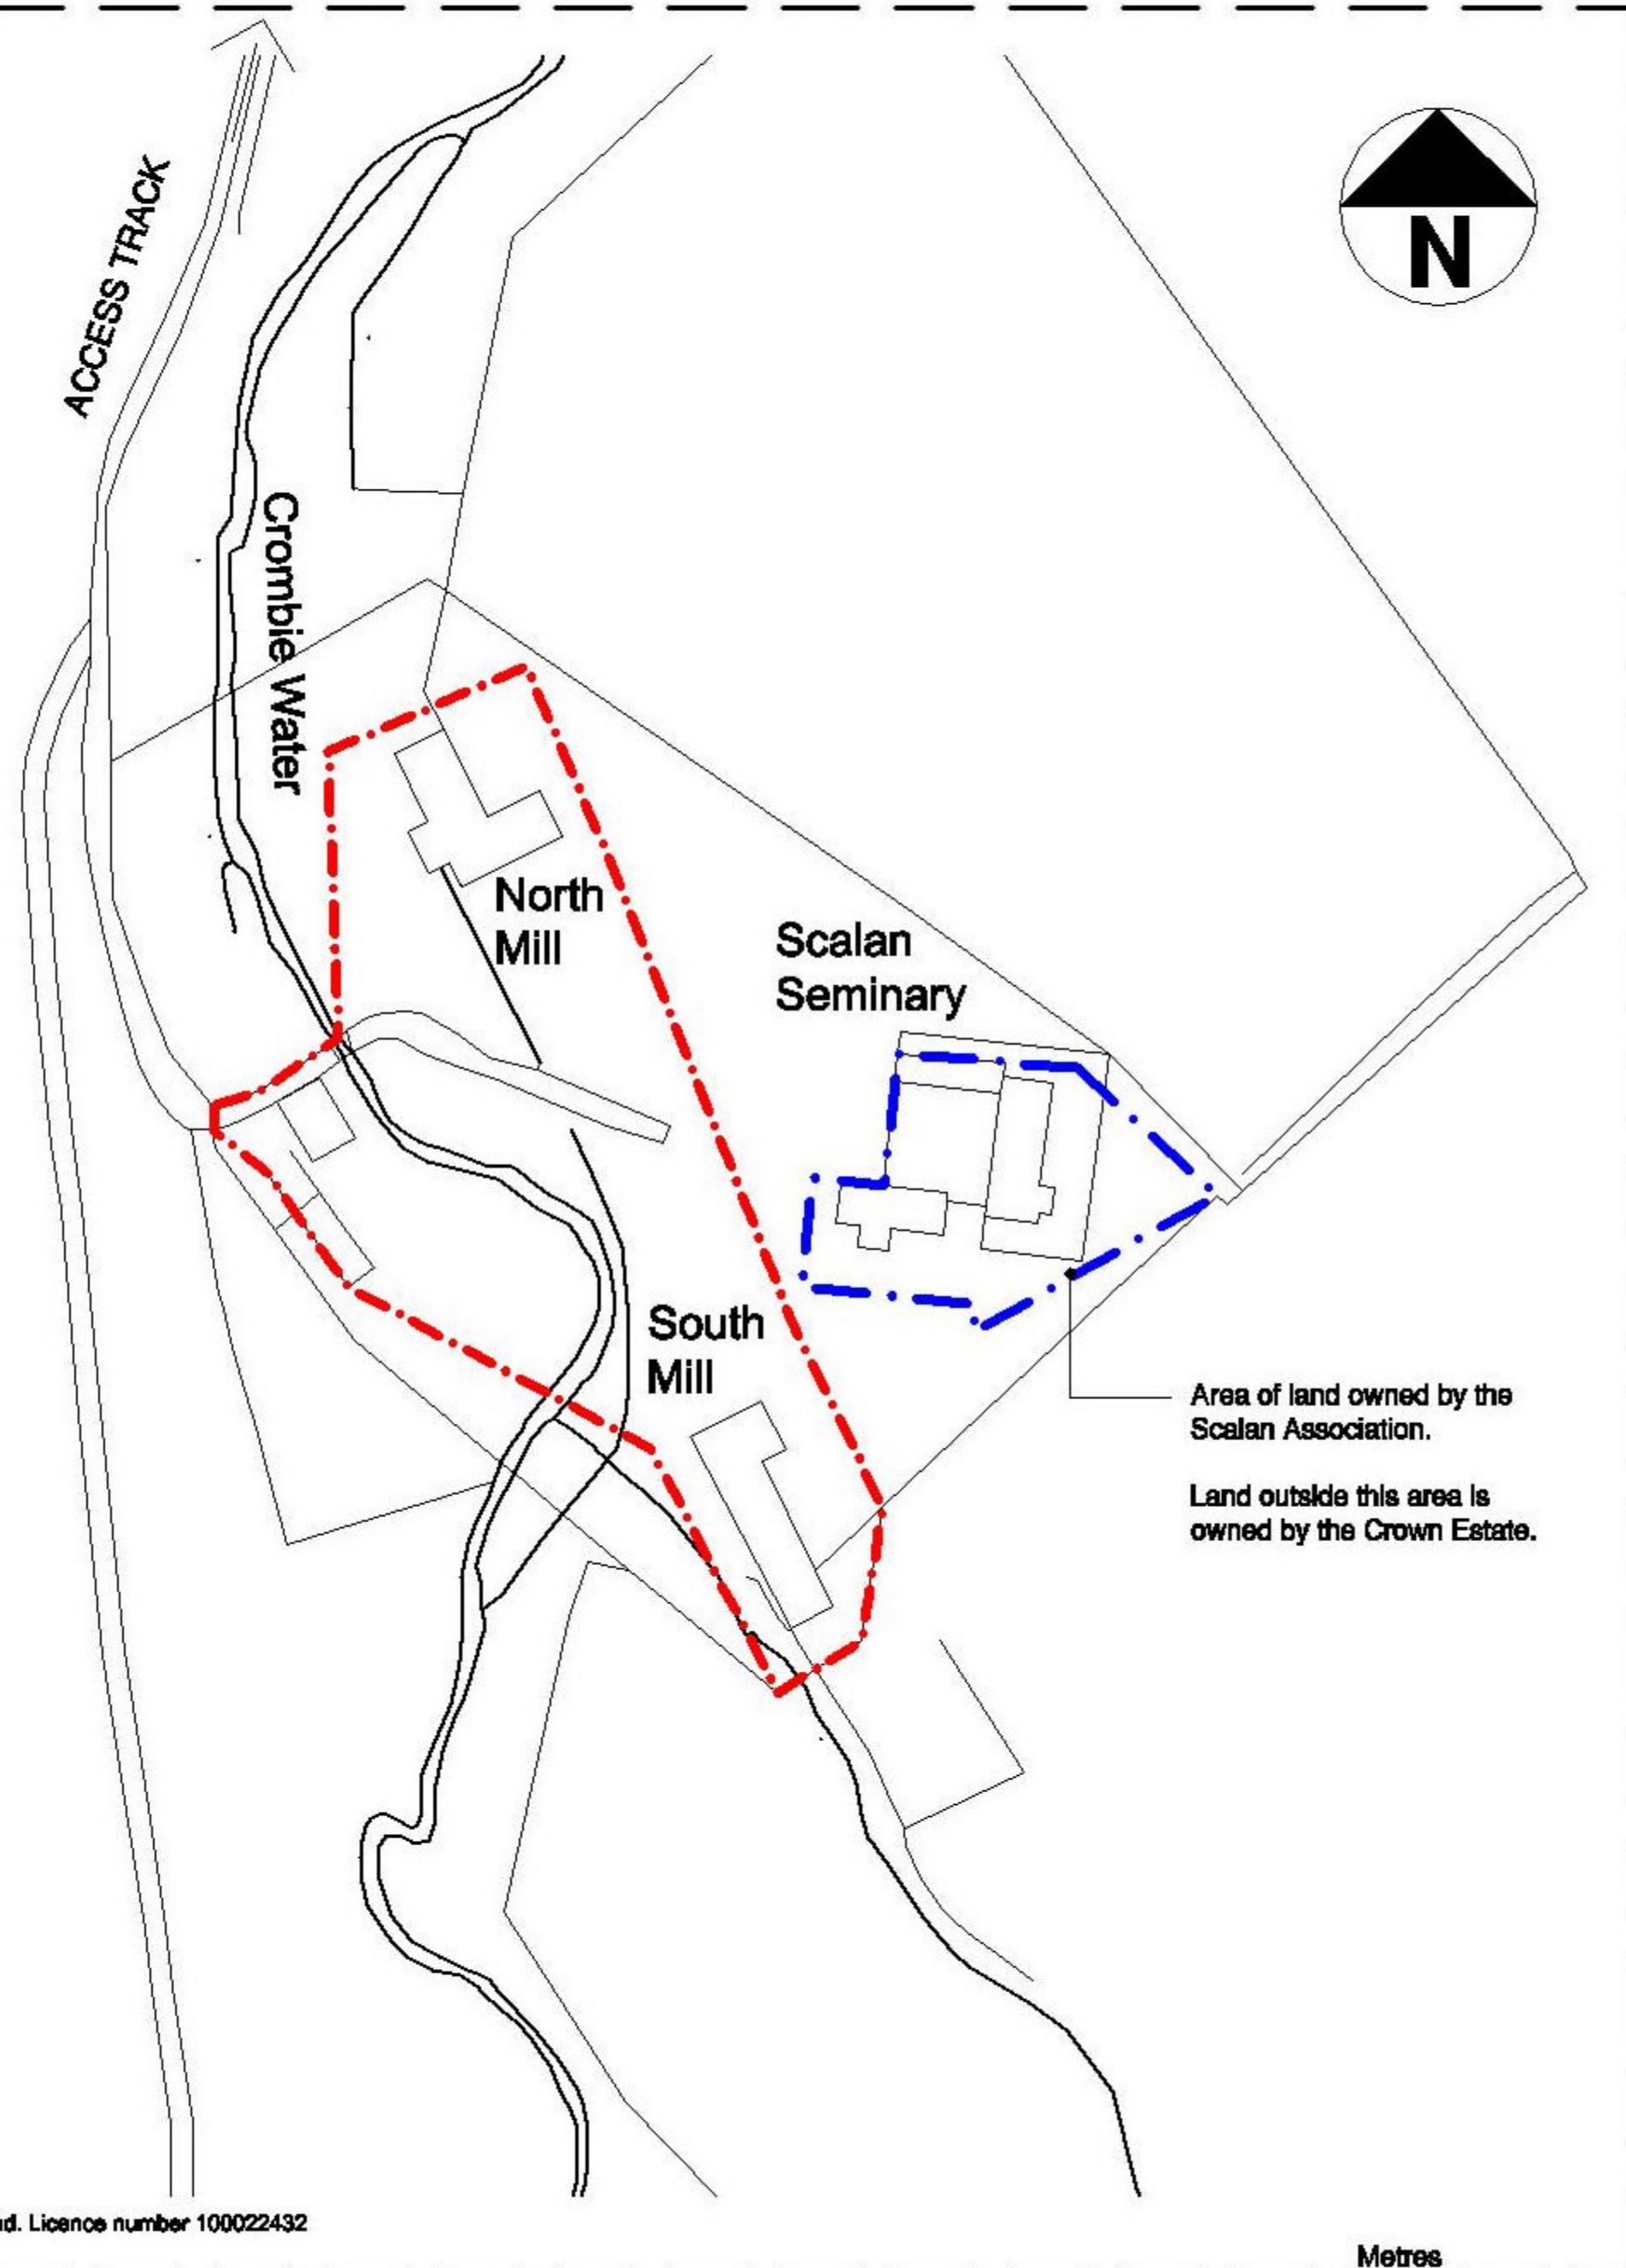 N
ACCESS TRACK
Crombie Water
North
Mill
Scalan
Seminary
South
Mill
Area of land owned by the
Scalan Association.
Land outside this area is
owned by the Crown Estate.
Licence number 100022432
Metres